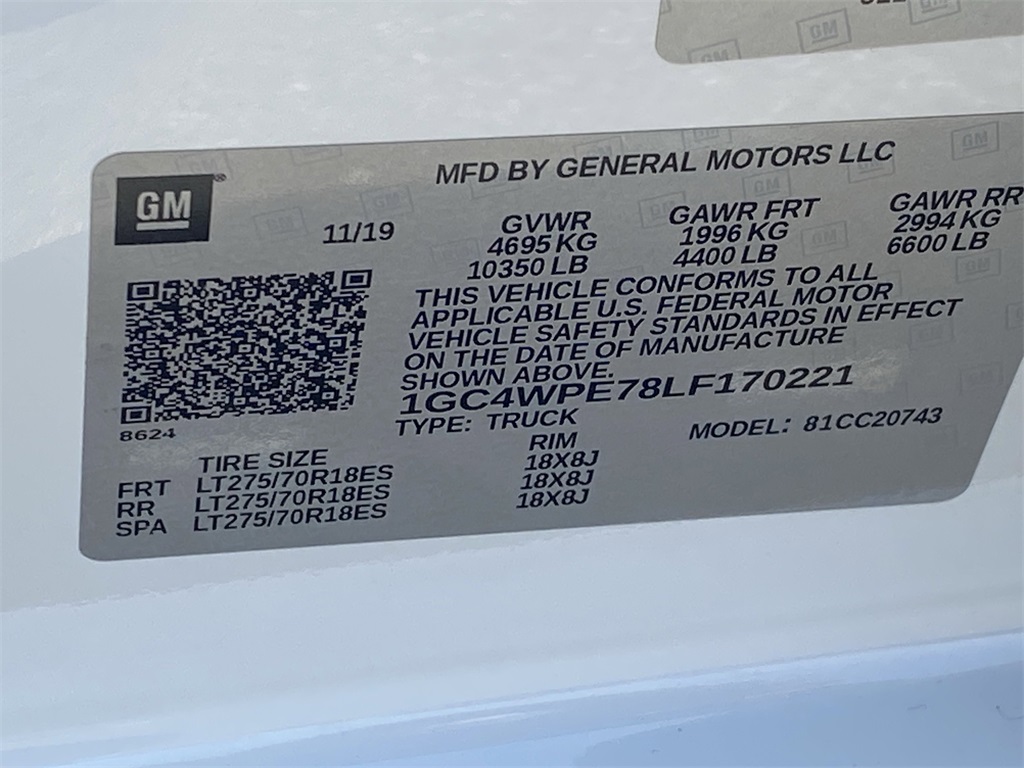 GM
MFD BY GENERAL MOTORS LLC
11/19
GVWR GAWR FRT GAWR RR
4695 KG 1996 KG 2994 KG
10350 LB 4400 LB 6600 LB
THIS VEHICLE CONFORMS TO ALL
APPLICABLE U.S. FEDERAL MOTOR
VEHICLE SAFETY STANDARDS IN EFFECT
ON THE DATE OF MANUFACTURE
SHOWN ABOVE.
1GC4WPE78LF170221
8624
TYPE: TRUCK MODEL: 81CC20743
TIRE SIZE RIM
FRT LT275/70R18ES 18X8J
RR LT275/70R18ES 18X8J
SPA LT275/70R18ES 18X8J